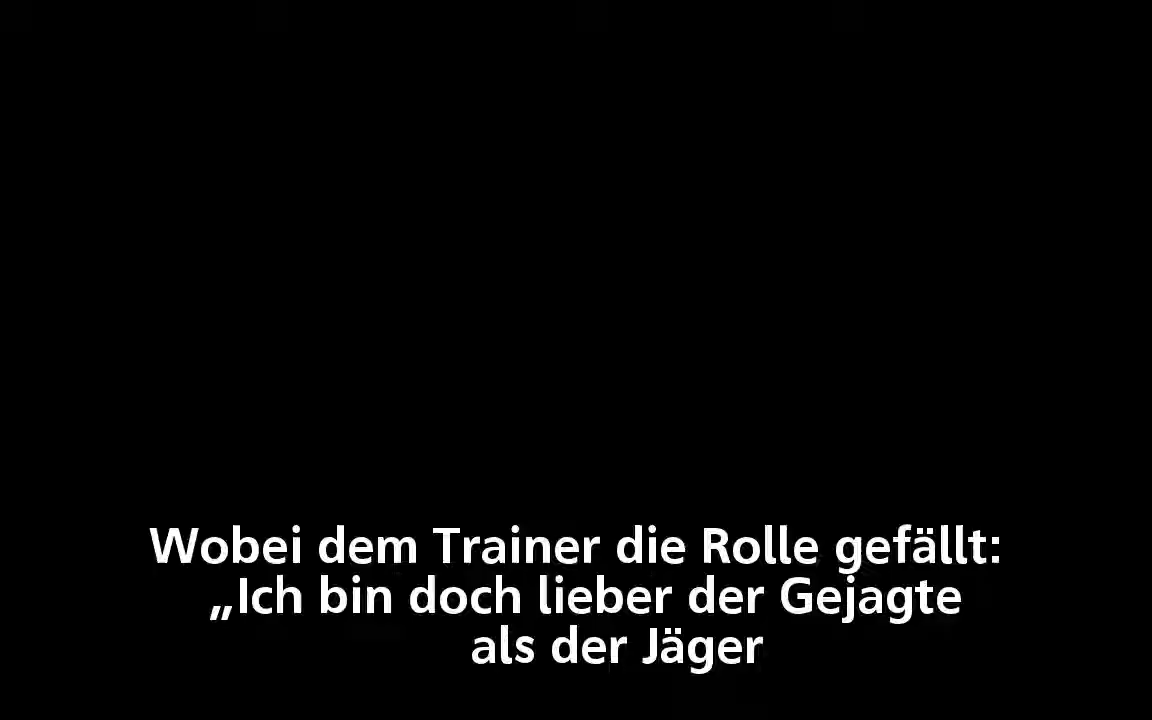 Wobei dem Trainer die Rolle gefällt:
„Ich bin doch lieber der Gejagte
als der Jäger